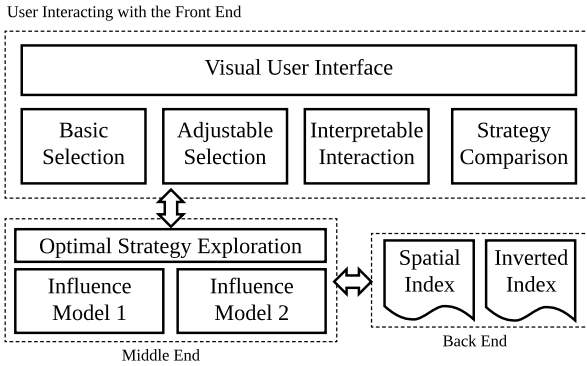 User Interacting with the Front End
Visual User Interface
Basic
Selection
Adjustable
Selection
Interpretable
Interaction
Strategy
Comparison
Optimal Strategy Exploration
Influence
Model 1
Influence
Model 2
Middle End
Spatial
Index
Inverted
Index
Back End